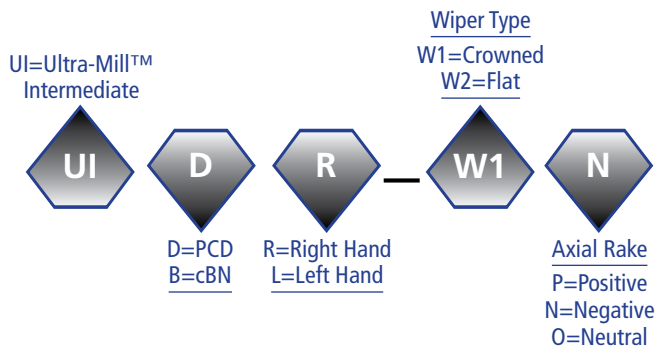 Wiper Type
W1=Crowned
W2=Flat
UI=Ultra-Mill™
Intermediate
UI D R – W1 N
D=PCD
B=cBN
R=Right Hand
L=Left Hand
Axial Rake
P=Positive
N=Negative
O=Neutral